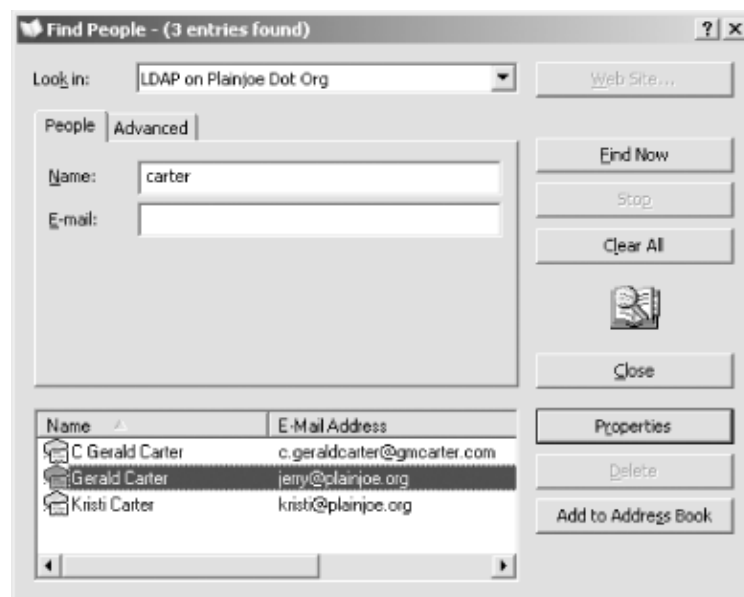 Find People - (3 entries found)
Look in:
LDAP on Plainjoe Dot Org
Web Site...
People
Advanced
Name:
carter
E-mail:
Find Now
Stop
Clear All
Close
Name
E-Mail Address
C Gerald Carter
c.geraldcarter@gmcarter.com
Gerald Carter
jerry@plainjoe.org
Kristi Carter
kristi@plainjoe.org
Properties
Delete
Add to Address Book